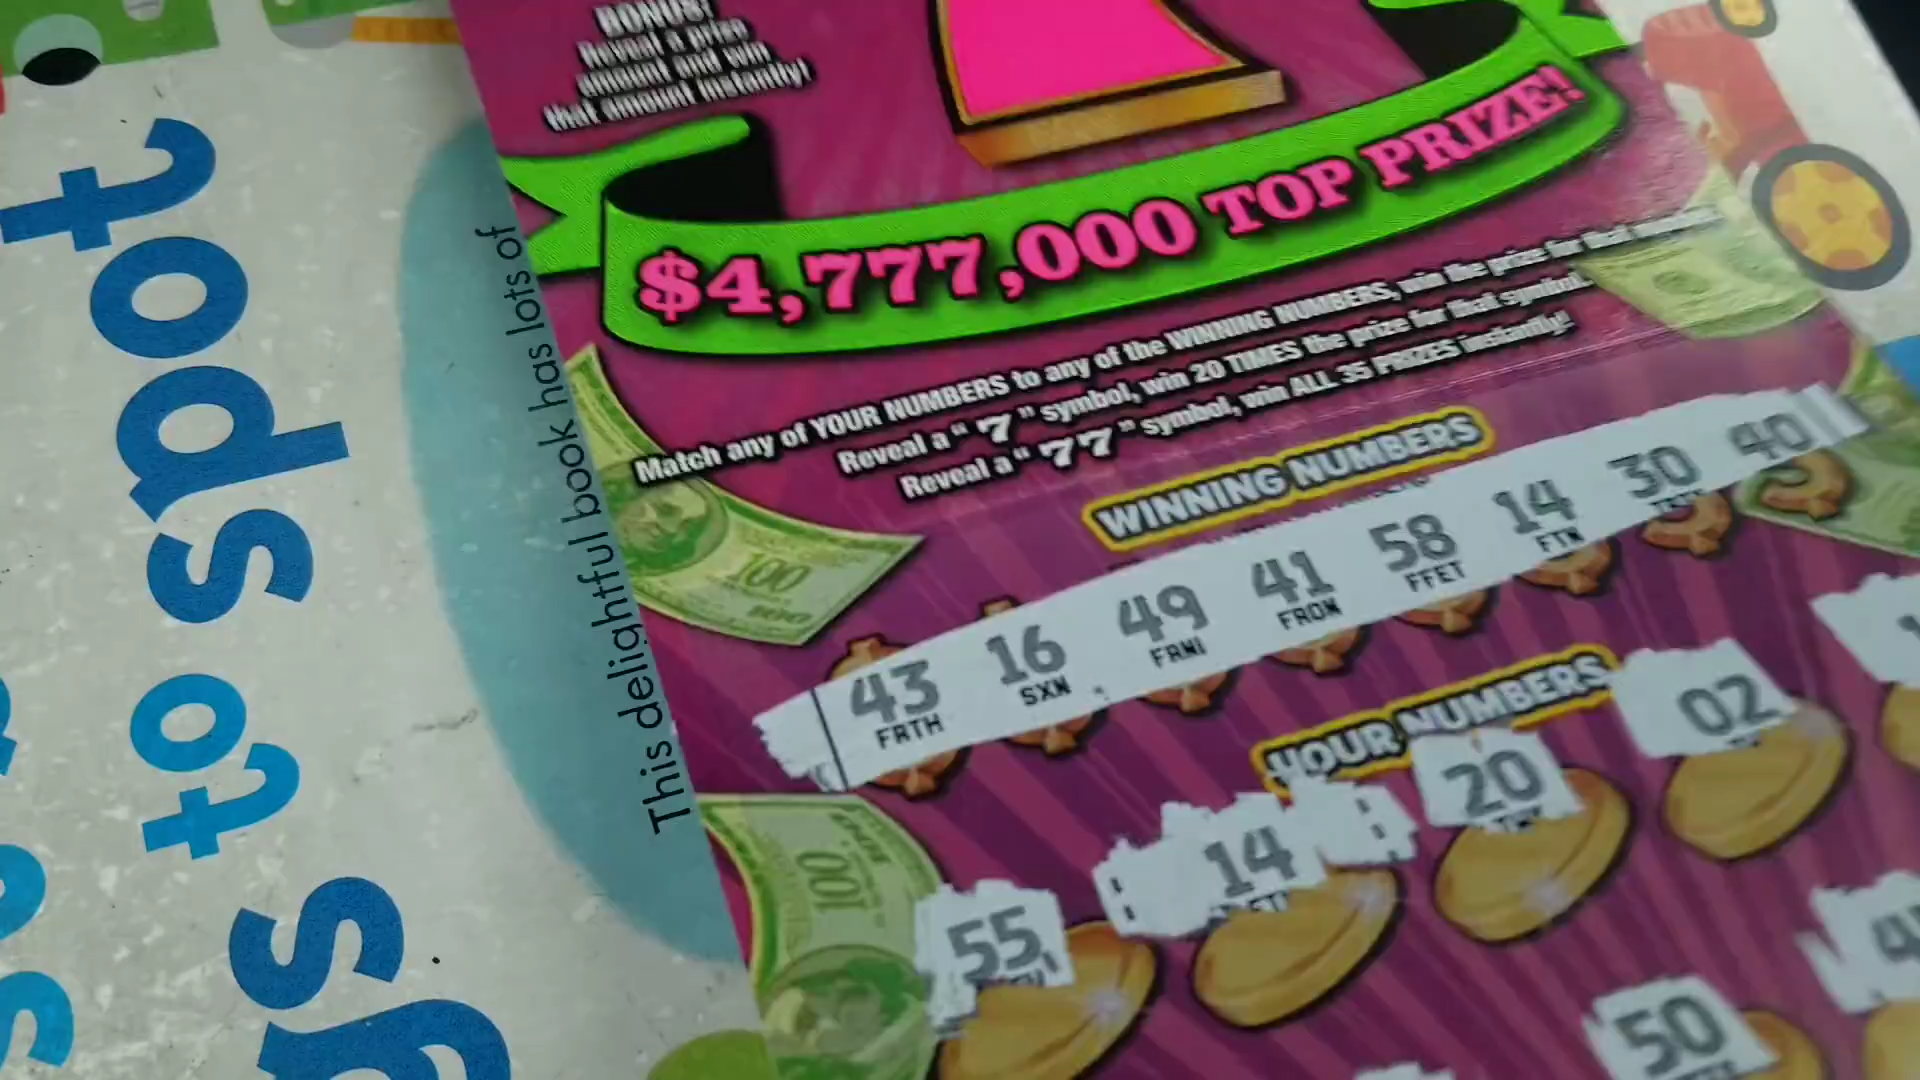 BONUS!
Reveal a prize
amount and win
that amount instantly!
$4,777,000 TOP PRIZE!
Match any of YOUR NUMBERS to any of the WINNING NUMBERS, win the prize for that
Reveal a "7" symbol, win 20 TIMES the prize for that symbol.
Reveal a "77" symbol, win ALL 35 PRIZES instantly!
WINNING NUMBERS
43 16 49 41 58 14 30 40
FRTH SXN FRNI FRON FFET FTN
YOUR NUMBERS
55 14 20 02
50
This delightful book has lots of
to spot
100
100